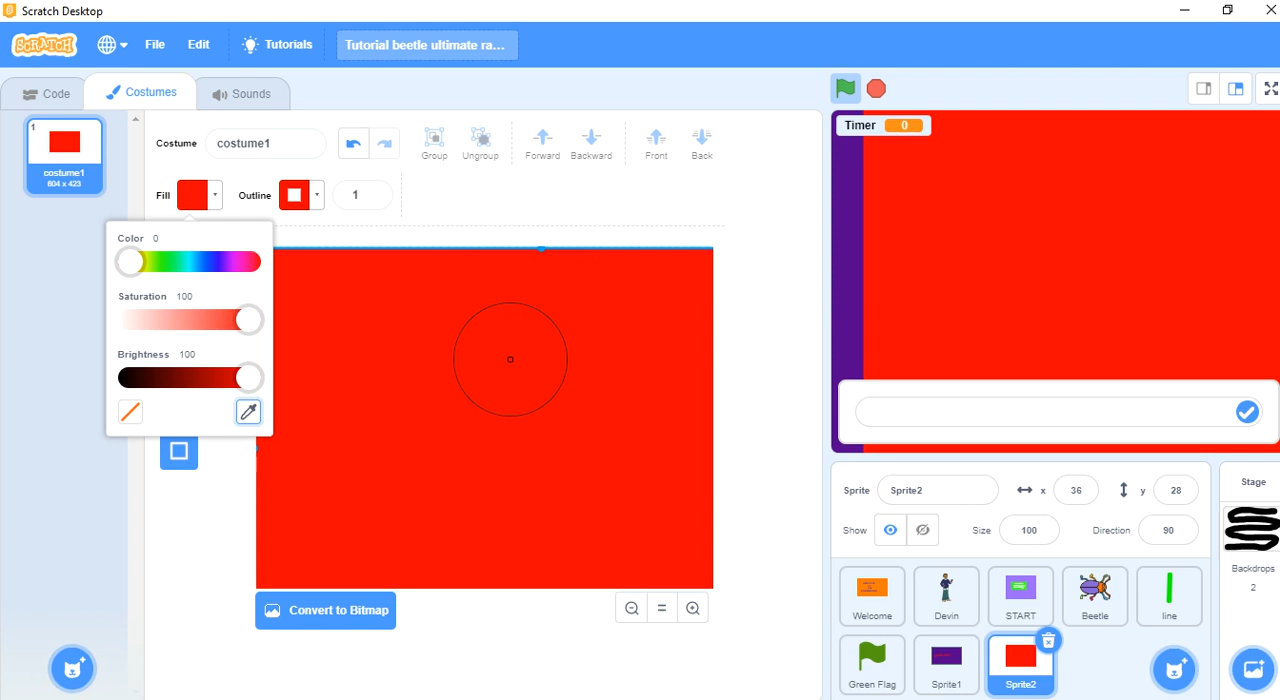 Scratch Desktop
SCRATCH File Edit Tutorials Tutorial beetle ultimate ra...
Code Costumes Sounds
1
costume1
604 x 423
Costume costume1 Group Ungroup Forward Backward Front Back
Fill Outline 1
Color 0
Saturation 100
Brightness 100
Convert to Bitmap
Timer 0
Sprite Sprite2 x 36 y 28
Show Size 100 Direction 90
Stage
Backdrops
2
Welcome Devin START Beetle line
Green Flag Sprite1 Sprite2